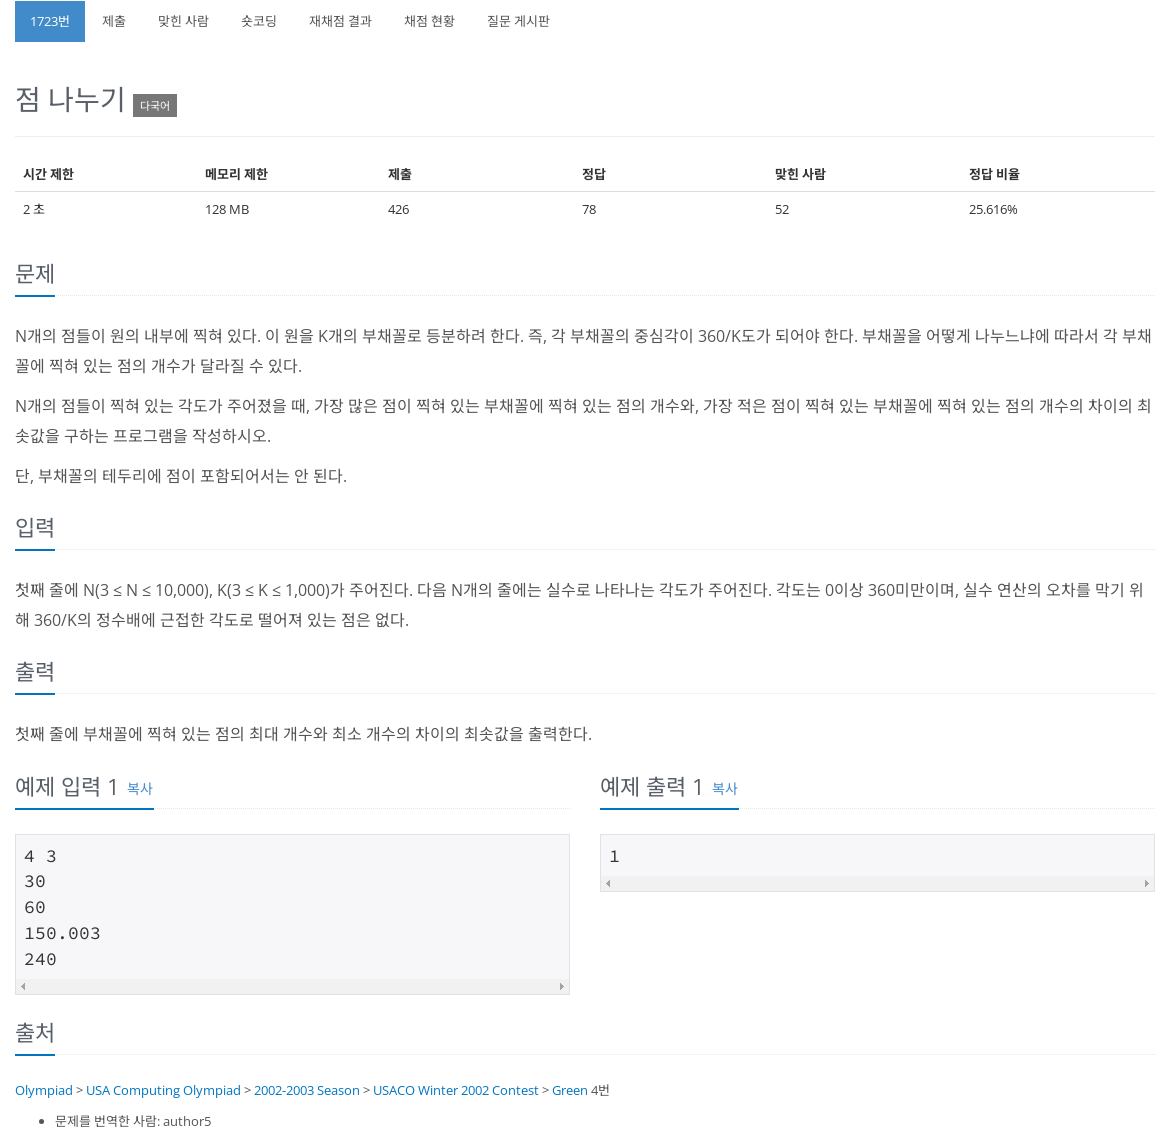 1723번 제출 맞힌 사람 숏코딩 재채점 결과 채점 현황 질문 게시판
점 나누기 다국어
시간 제한 메모리 제한 제출 정답 맞힌 사람 정답 비율
2 초 128 MB 426 78 52 25.616%
문제
N개의 점들이 원의 내부에 찍혀 있다. 이 원을 K개의 부채꼴로 등분하려 한다. 즉, 각 부채꼴의 중심각이 360/K도가 되어야 한다. 부채꼴을 어떻게 나누느냐에 따라서 각 부채
꼴에 찍혀 있는 점의 개수가 달라질 수 있다.
N개의 점들이 찍혀 있는 각도가 주어졌을 때, 가장 많은 점이 찍혀 있는 부채꼴에 찍혀 있는 점의 개수와, 가장 적은 점이 찍혀 있는 부채꼴에 찍혀 있는 점의 개수의 차이의 최
솟값을 구하는 프로그램을 작성하시오.
단, 부채꼴의 테두리에 점이 포함되어서는 안 된다.
입력
첫째 줄에 N(3 ≤ N ≤ 10,000), K(3 ≤ K ≤ 1,000)가 주어진다. 다음 N개의 줄에는 실수로 나타나는 각도가 주어진다. 각도는 0이상 360미만이며, 실수 연산의 오차를 막기 위
해 360/K의 정수배에 근접한 각도로 떨어져 있는 점은 없다.
출력
첫째 줄에 부채꼴에 찍혀 있는 점의 최대 개수와 최소 개수의 차이의 최솟값을 출력한다.
예제 입력 1 복사
4 3
30
60
150.003
240
예제 출력 1 복사
1
출처
Olympiad > USA Computing Olympiad > 2002-2003 Season > USACO Winter 2002 Contest > Green 4번
• 문제를 번역한 사람: author5